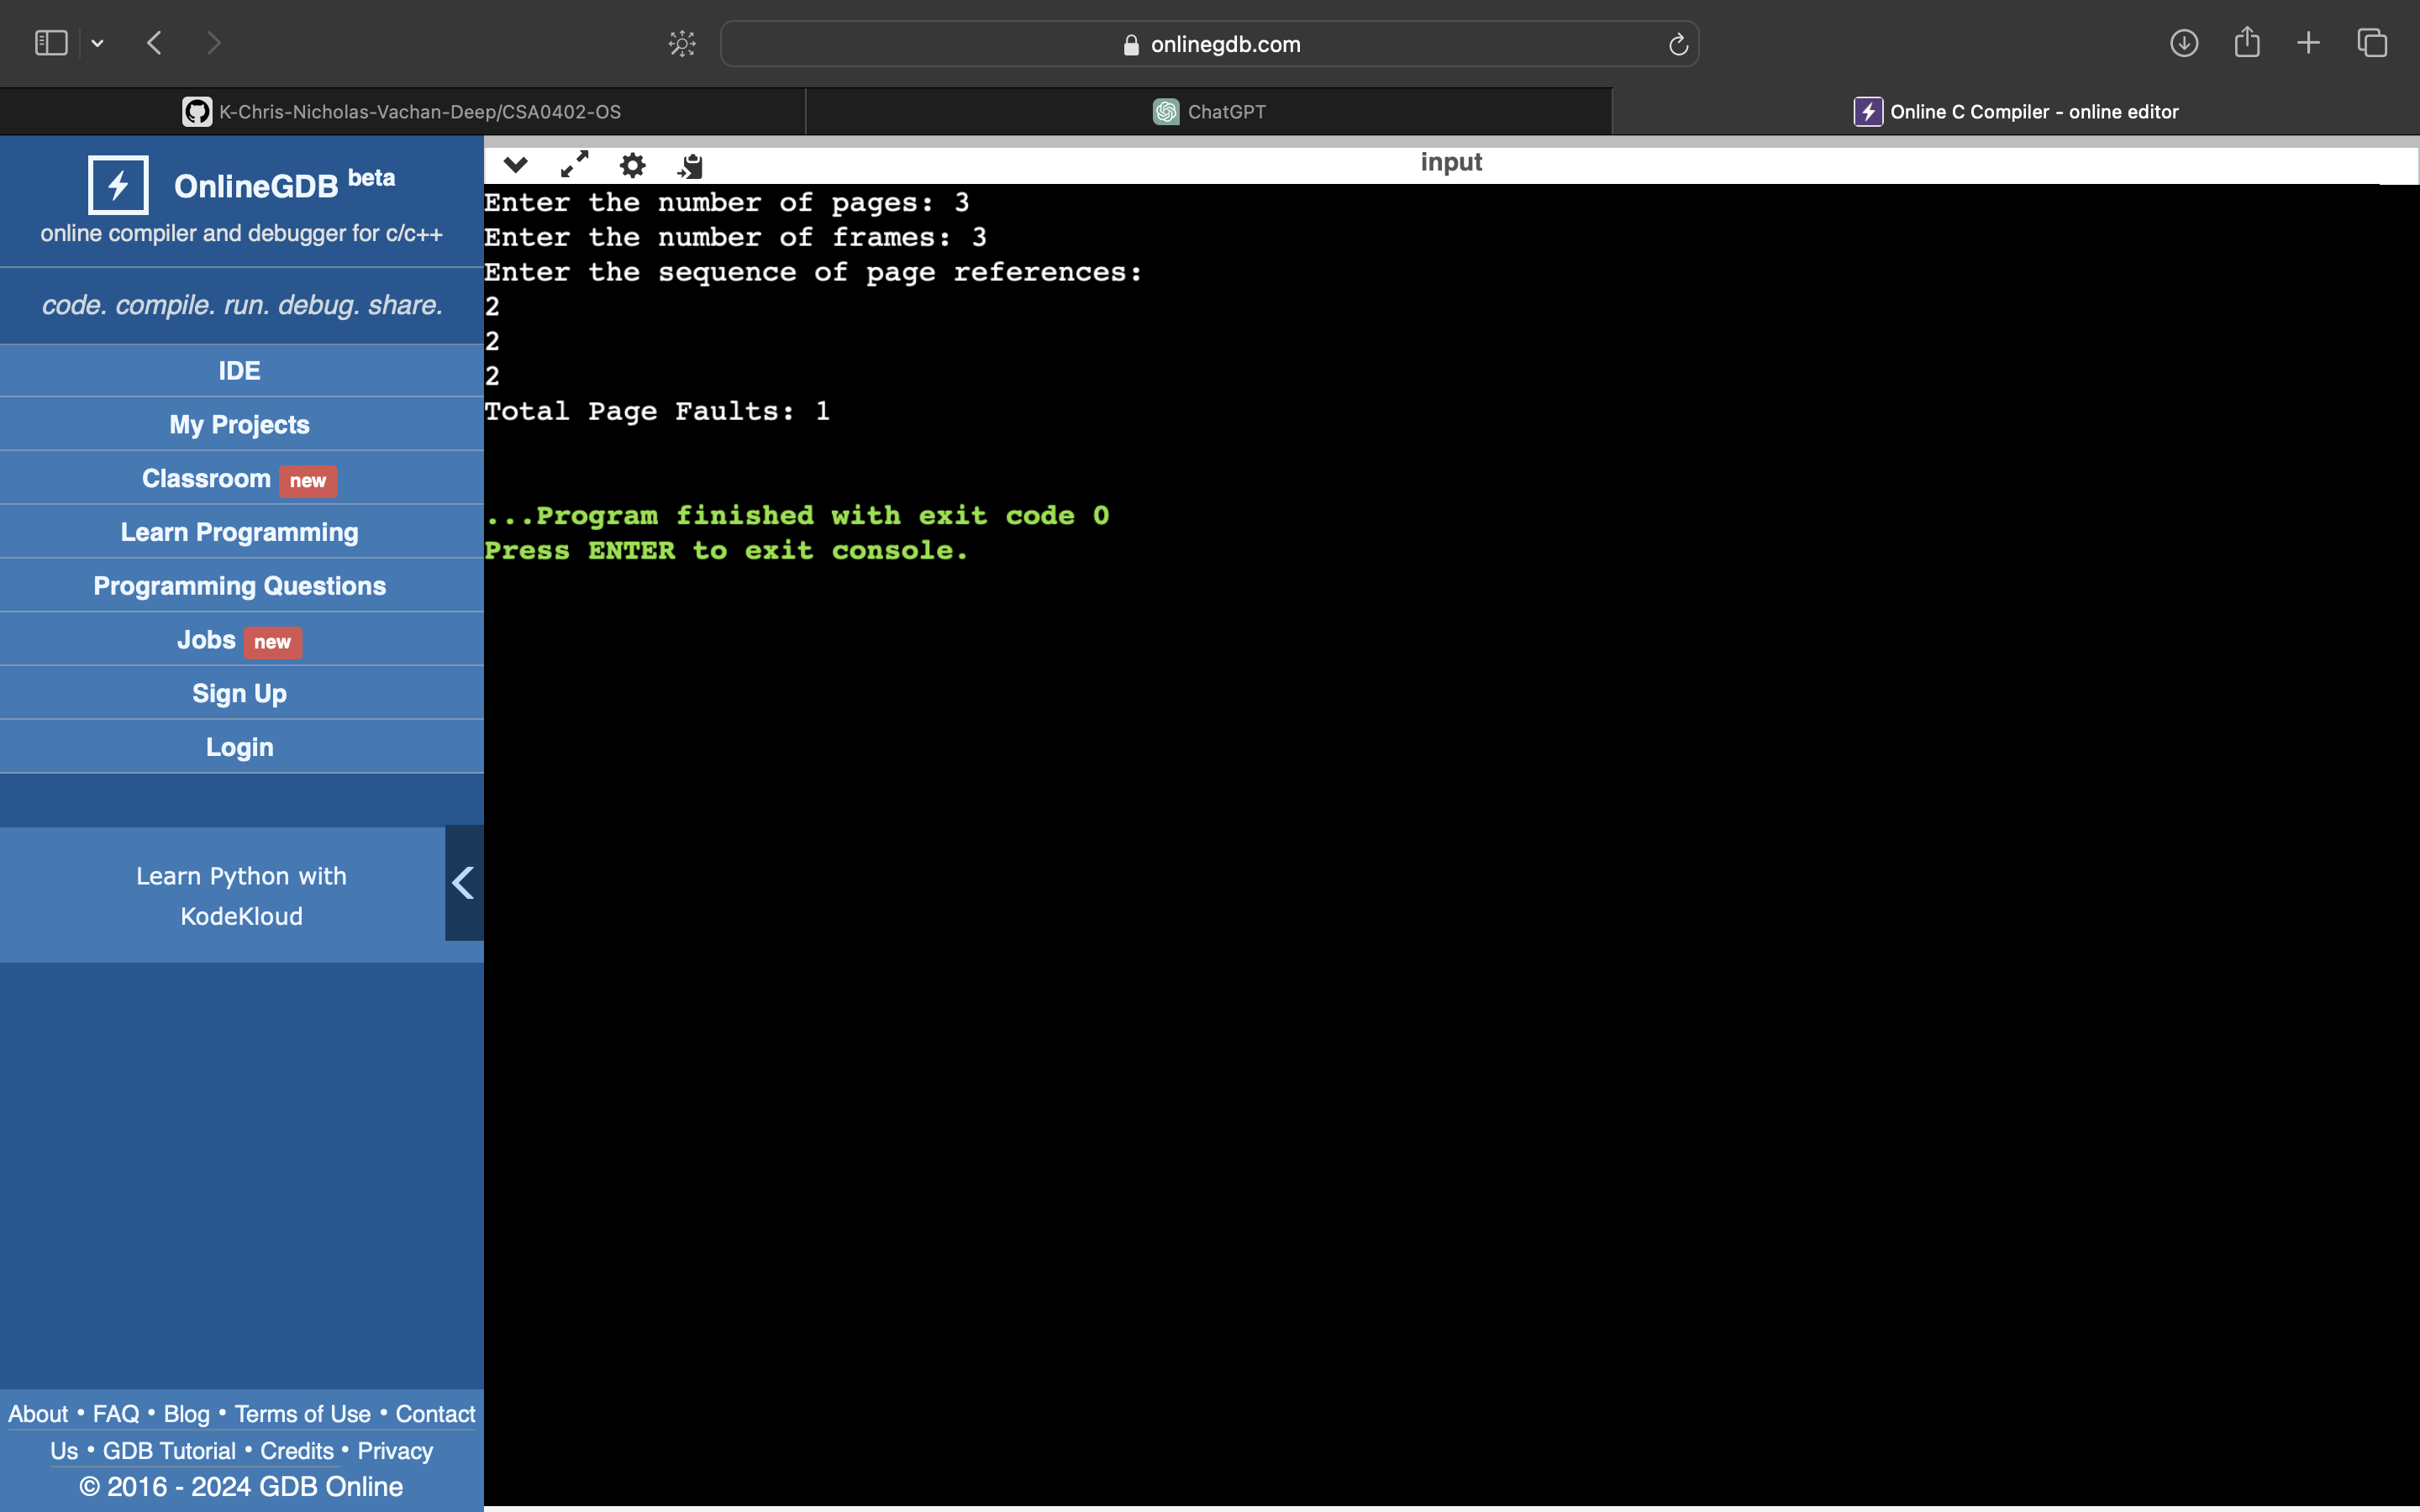 onlinegdb.com
K-Chris-Nicholas-Vachan-Deep/CSA0402-OS
ChatGPT
Online C Compiler - online editor
OnlineGDB beta
online compiler and debugger for c/c++
code. compile. run. debug. share.
IDE
My Projects
Classroom new
Learn Programming
Programming Questions
Jobs new
Sign Up
Login
Learn Python with
KodeKloud
About • FAQ • Blog • Terms of Use • Contact
Us • GDB Tutorial • Credits • Privacy
© 2016 - 2024 GDB Online
input
Enter the number of pages: 3
Enter the number of frames: 3
Enter the sequence of page references:
2
2
2
Total Page Faults: 1
...Program finished with exit code 0
Press ENTER to exit console.